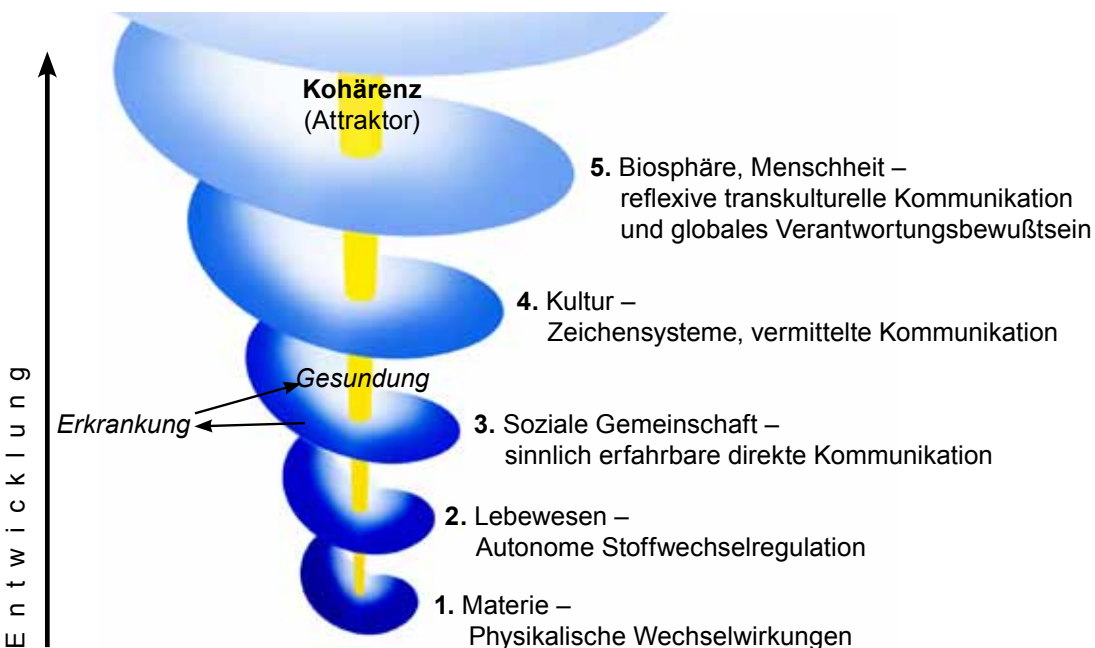 Kohärenz
(Attraktor)
5. Biosphäre, Menschheit –
reflexive transkulturelle Kommunikation
und globales Verantwortungsbewußtsein
4. Kultur –
Zeichensysteme, vermittelte Kommunikation
Gesundung
Erkrankung
3. Soziale Gemeinschaft –
sinnlich erfahrbare direkte Kommunikation
2. Lebewesen –
Autonome Stoffwechselregulation
1. Materie –
Physikalische Wechselwirkungen
Entwicklung